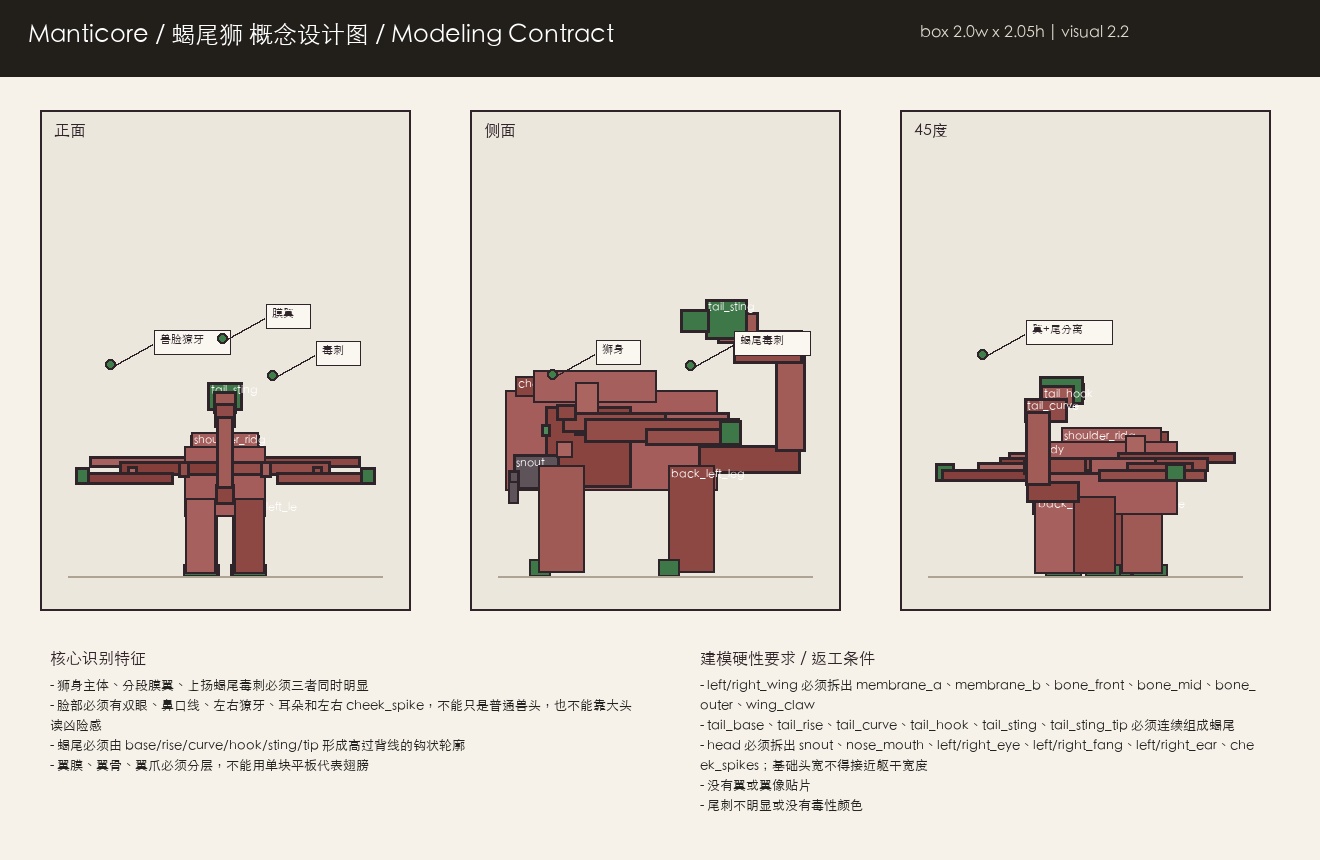 Manticore / 蝎尾狮 概念设计图 / Modeling Contract
box 2.0w x 2.05h | visual 2.2
正面
侧面
45度
膜翼
兽脸獠牙
毒刺
tail_sting
shoulder_ridg
left_le
tail_sting
蝎尾毒刺
狮身
snout
back_left_leg
翼+尾分离
tail_hook
tail_curve
shoulder_ridg
back_
核心识别特征
- 狮身主体、分段膜翼、上扬蝎尾毒刺必须三者同时明显
- 脸部必须有双眼、鼻口线、左右獠牙、耳朵和左右 cheek_spike，不能只是普通兽头，也不能靠大头
读凶险感
- 蝎尾必须由 base/rise/curve/hook/sting/tip 形成高过背线的钩状轮廓
- 翼膜、翼骨、翼爪必须分层，不能用单块平板代表翅膀
建模硬性要求 / 返工条件
- left/right_wing 必须拆出 membrane_a、membrane_b、bone_front、bone_mid、bone_
outer、wing_claw
- tail_base、tail_rise、tail_curve、tail_hook、tail_sting、tail_sting_tip 必须连续组成蝎尾
- head 必须拆出 snout、nose_mouth、left/right_eye、left/right_fang、left/right_ear、che
ek_spikes；基础头宽不得接近躯干宽度
- 没有翼或翼像贴片
- 尾刺不明显或没有毒性颜色